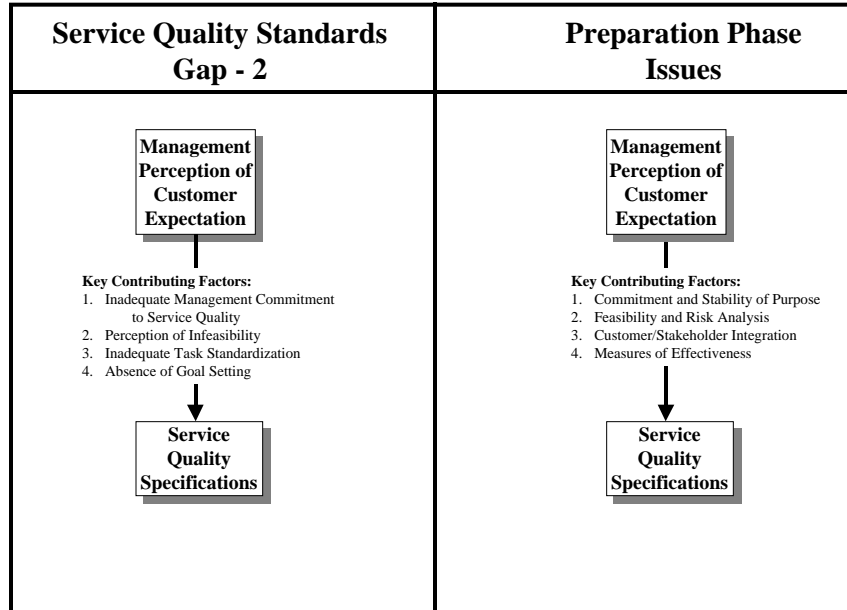 Service Quality Standards
Gap - 2
Management
Perception of
Customer
Expectation
Key Contributing Factors:
1. Inadequate Management Commitment
to Service Quality
2. Perception of Infeasibility
3. Inadequate Task Standardization
4. Absence of Goal Setting
Service
Quality
Specifications
Preparation Phase
Issues
Management
Perception of
Customer
Expectation
Key Contributing Factors:
1. Commitment and Stability of Purpose
2. Feasibility and Risk Analysis
3. Customer/Stakeholder Integration
4. Measures of Effectiveness
Service
Quality
Specifications